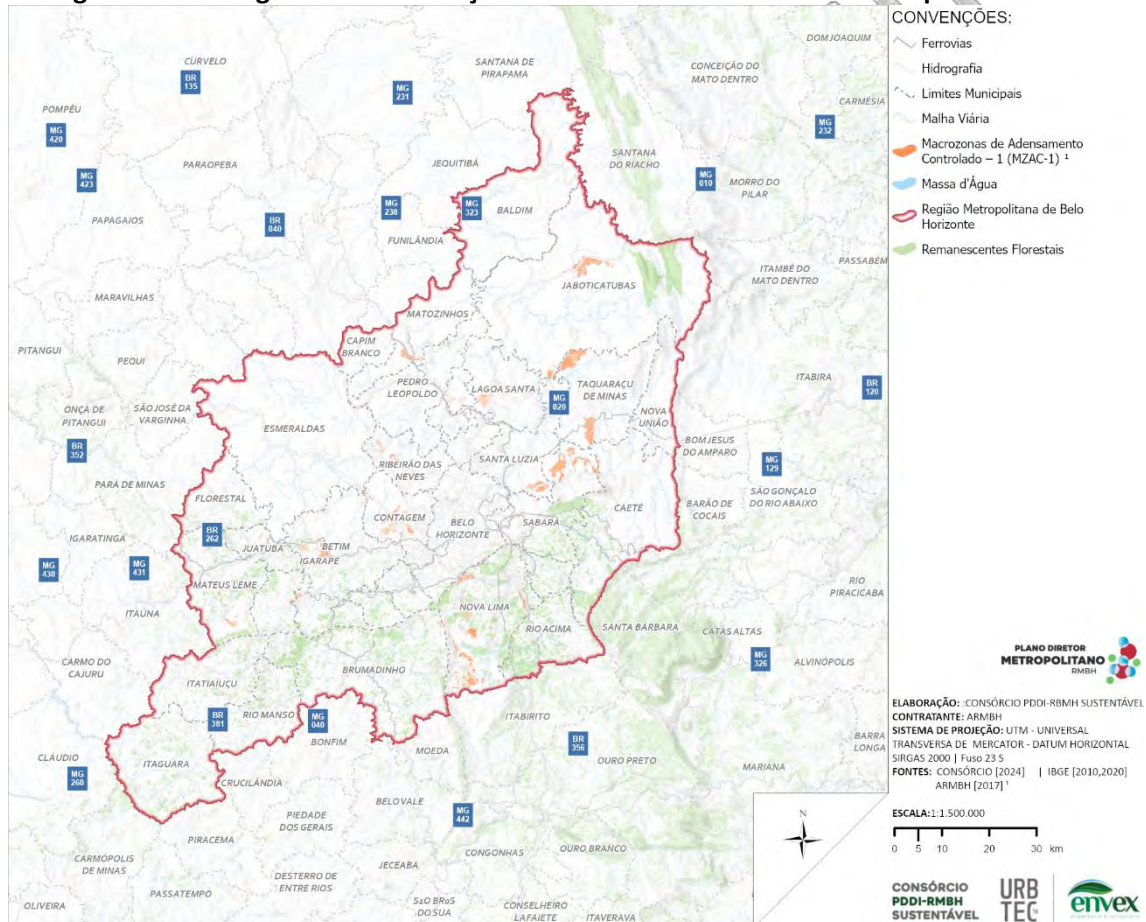 CONVENÇÕES:
Ferrovias
Hidrografia
Limites Municipais
Malha Viária
Macrozonas de Adensamento
Controlado – 1 (MZAC-1) ¹
Massa d'Água
Região Metropolitana de Belo
Horizonte
Remanescentes Florestais
DOM JOAQUIM
CURVELO
SANTANA DE
PIRAPAMA
CONCEIÇÃO DO
MATO DENTRO
BR
135
MG
231
POMPÉU
CARMÉSIA
MG
420
MG
232
PARAOPEBA
JEQUITIBÁ
SANTANA
DO RIACHO
MG
423
MG
010
MORRO DO
PILAR
PAPAGAIOS
MG
238
MG
323
BALDIM
BR
040
FUNILÂNDIA
PASSABÉM
ITAMBÉ DO
MATO DENTRO
JABOTICATUBAS
MARAVILHAS
MATOZINHOS
CAPIM
BRANCO
PITANGUI
PEQUI
PEDRO
LEOPOLDO
LAGOA SANTA
TAQUARAÇU
DE MINAS
ITABIRA
BR
120
MG
020
ONÇA DE
PITANGUI
SÃO JOSÉ DA
VARGINHA
ESMERALDAS
NOVA
UNIÃO
BR
352
BOM JESUS
DO AMPARO
RIBEIRÃO DAS
NEVES
SANTA LUZIA
MG
129
PARÁ DE MINAS
FLORESTAL
SÃO GONÇALO
DO RIO ABAIXO
CAETÉ
BARÃO DE
COCAIS
CONTAGEM
BELO
HORIZONTE
SABARÁ
BR
262
IGARATINGA
JUATUBA
BETIM
IGARAPÉ
MG
430
MG
431
MATEUS LEME
RIO
PIRACICABA
ITAÚNA
NOVA LIMA
RIO ACIMA
SANTA BÁRBARA
CATAS ALTAS
MG
326
ALVINÓPOLIS
CARMO DO
CAJURU
BRUMADINHO
ITATIAIUÇU
RIO MANSO
BR
381
MG
040
ITABIRITO
BONFIM
MOEDA
BR
356
BARRA
LONGA
CLÁUDIO
OURO PRETO
MG
260
ITAGUARA
CRUCILÂNDIA
MARIANA
BELO VALE
PIEDADE
DOS GERAIS
MG
442
PIRACEMA
CARMÓPOLIS
DE MINAS
CONGONHAS
OURO BRANCO
JECEABA
DESTERRO DE
ENTRE RIOS
PASSATEMPO
OLIVEIRA
CONSELHEIRO
LAFAIETE
ITAVERAVA
N
PLANO DIRETOR
METROPOLITANO
RMBH
ELABORAÇÃO: CONSÓRCIO PDDI-RBMH SUSTENTÁVEL
CONTRATANTE: ARMBH
SISTEMA DE PROJEÇÃO: UTM - UNIVERSAL
TRANSVERSA DE MERCATOR - DATUM HORIZONTAL
SIRGAS 2000 | Fuso 23 S
FONTES: CONSÓRCIO [2024] | IBGE [2010,2020]
ARMBH [2017] ¹
ESCALA:1:1.500.000
0 5 10 20 30 km
CONSÓRCIO
PDDI-RMBH
SUSTENTÁVEL
URB
TEC
envex